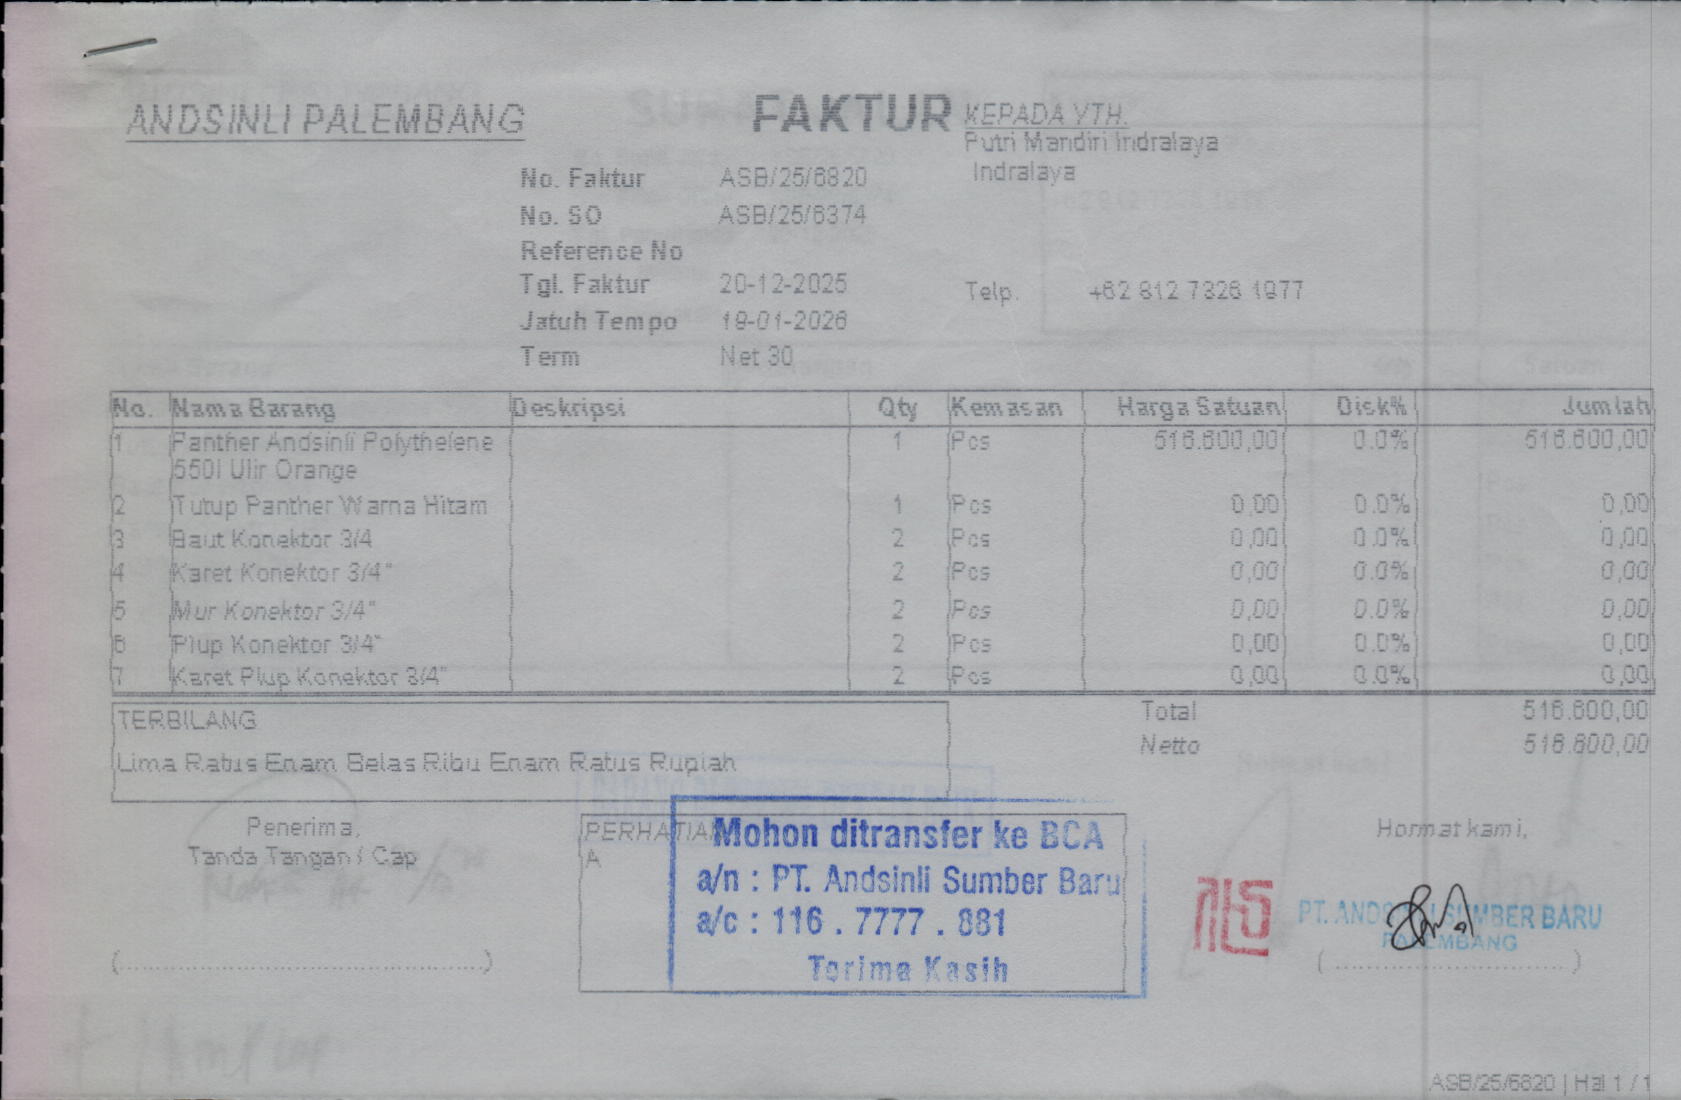 ANDSINLI PALEMBANG
FAKTUR
KEPADA YTH.
Putri Mandiri Indralaya
Indralaya
No. Faktur ASB/25/6820
No. SO ASB/25/6374
Reference No
Tgl. Faktur 20-12-2025
Telp. +62 812 7326 1977
Jatuh Tempo 19-01-2026
Term Net 30
No. Nama Barang Deskripsi Qty Kemasan Harga Satuan Disk% Jumlah
1 Panther Andsinli Polythelene 1 Pcs 516.600,00 0.0% 516.600,00
550l Ulir Orange
2 Tutup Panther Warna Hitam 1 Pcs 0,00 0.0% 0,00
3 Baut Konektor 3/4 2 Pcs 0,00 0.0% 0,00
4 Karet Konektor 3/4" 2 Pcs 0,00 0.0% 0,00
5 Mur Konektor 3/4" 2 Pcs 0,00 0.0% 0,00
6 Plup Konektor 3/4" 2 Pcs 0,00 0.0% 0,00
7 Karet Plup Konektor 3/4" 2 Pcs 0,00 0.0% 0,00
TERBILANG
Lima Ratus Enam Belas Ribu Enam Ratus Rupiah
Total 516.600,00
Netto 516.600,00
Penerima,
Tanda Tangan / Cap
PERHATIAN
A
Mohon ditransfer ke BCA
a/n : PT. Andsinli Sumber Baru
a/c : 116 . 7777 . 881
Terima Kasih
Hormat kami,
PT. ANDSINLI SUMBER BARU
PALEMBANG
ASB/25/6820 | Hal 1 / 1